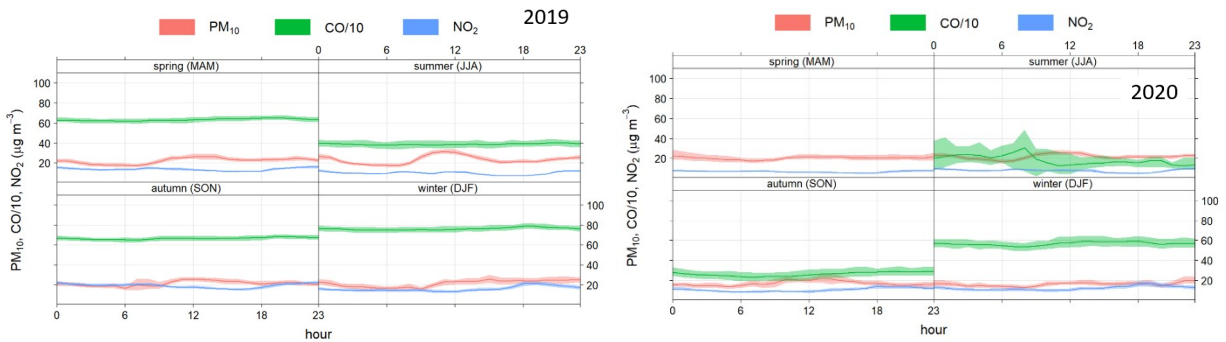 2019
PM10 CO/10 NO2
0 6 12 18 23
spring (MAM) summer (JJA)
100
80
60
40
20
autumn (SON) winter (DJF)
100
80
60
40
20
0 6 12 18 23
hour
PM10, CO/10, NO2 (µg m-3)
2020
PM10 CO/10 NO2
0 6 12 18 23
spring (MAM) summer (JJA)
100
80
60
40
20
autumn (SON) winter (DJF)
100
80
60
40
20
0 6 12 18 23
hour
PM10, CO/10, NO2 (µg m-3)